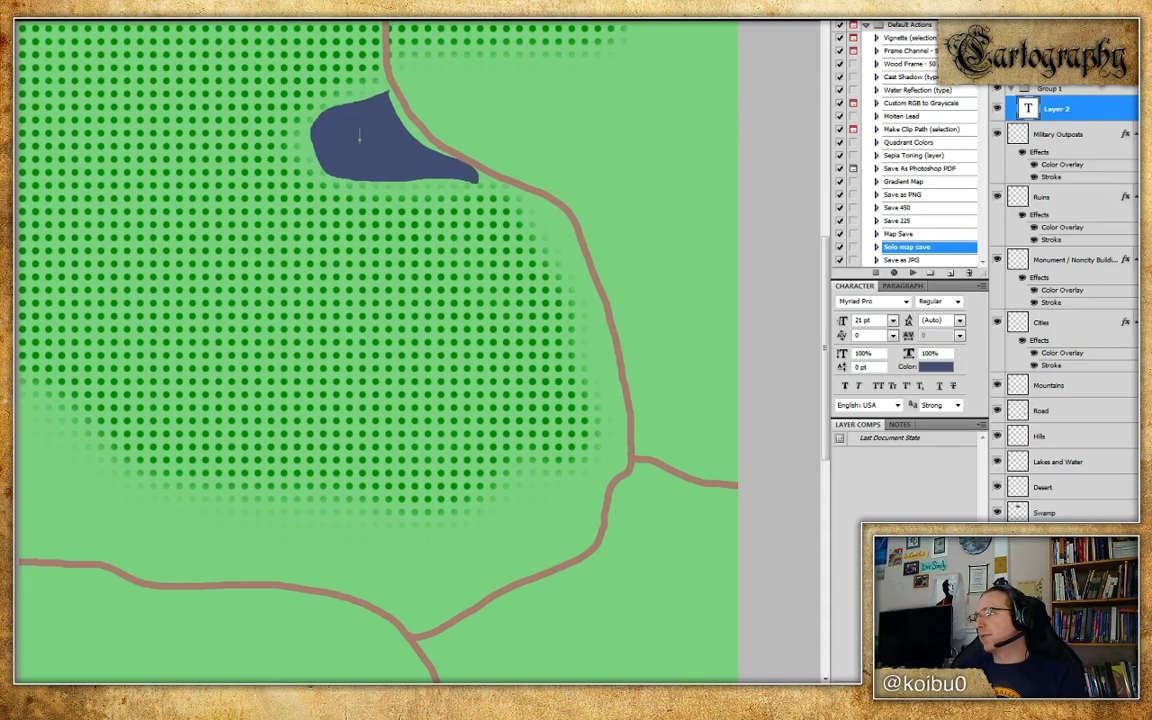 Cartography
Default Actions
Vignette (selection
Frame Channel - 5
Wood Frame - 50
Cast Shadow (type
Water Reflection (type)
Custom RGB to Grayscale
Molten Lead
Make Clip Path (selection)
Quadrant Colors
Sepia Toning (layer)
Save As Photoshop PDF
Gradient Map
Save as PNG
Save 450
Save 225
Map Save
Solo map save
Save as JPG
CHARACTER
PARAGRAPH
Myriad Pro
Regular
21 pt
(Auto)
0
0
100%
100%
0 pt
Color:
English: USA
Strong
LAYER COMPS
NOTES
Last Document State
Group 1
Layer 2
Military Outposts
Effects
Color Overlay
Stroke
Ruins
Effects
Color Overlay
Stroke
Monument / Noncity Buildi...
Effects
Color Overlay
Stroke
Cities
Effects
Color Overlay
Stroke
Mountains
Road
Hills
Lakes and Water
Desert
Swamp
@koibu0